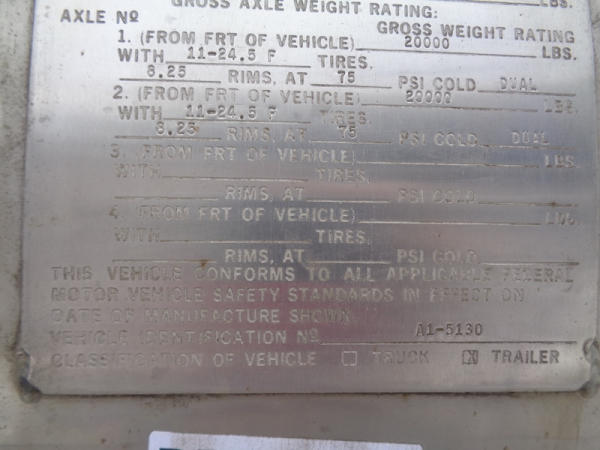 GROSS AXLE WEIGHT RATING: LBS.
AXLE Nº GROSS WEIGHT RATING
1. (FROM FRT OF VEHICLE) 20000 LBS.
WITH 11-24.5 F TIRES.
8.25 RIMS, AT 75 PSI COLD DUAL
2. (FROM FRT OF VEHICLE) 20000 LBS.
WITH 11-24.5 F TIRES.
8.25 RIMS, AT 75 PSI COLD DUAL
3. (FROM FRT OF VEHICLE) LBS.
WITH TIRES.
RIMS, AT PSI COLD
4. (FROM FRT OF VEHICLE) LBS
WITH TIRES.
RIMS, AT PSI COLD
THIS VEHICLE CONFORMS TO ALL APPLICABLE FEDERAL
MOTOR VEHICLE SAFETY STANDARDS IN EFFECT ON
DATE OF MANUFACTURE SHOWN
VEHICLE IDENTIFICATION Nº A1-5130
CLASSIFICATION OF VEHICLE TRUCK X TRAILER